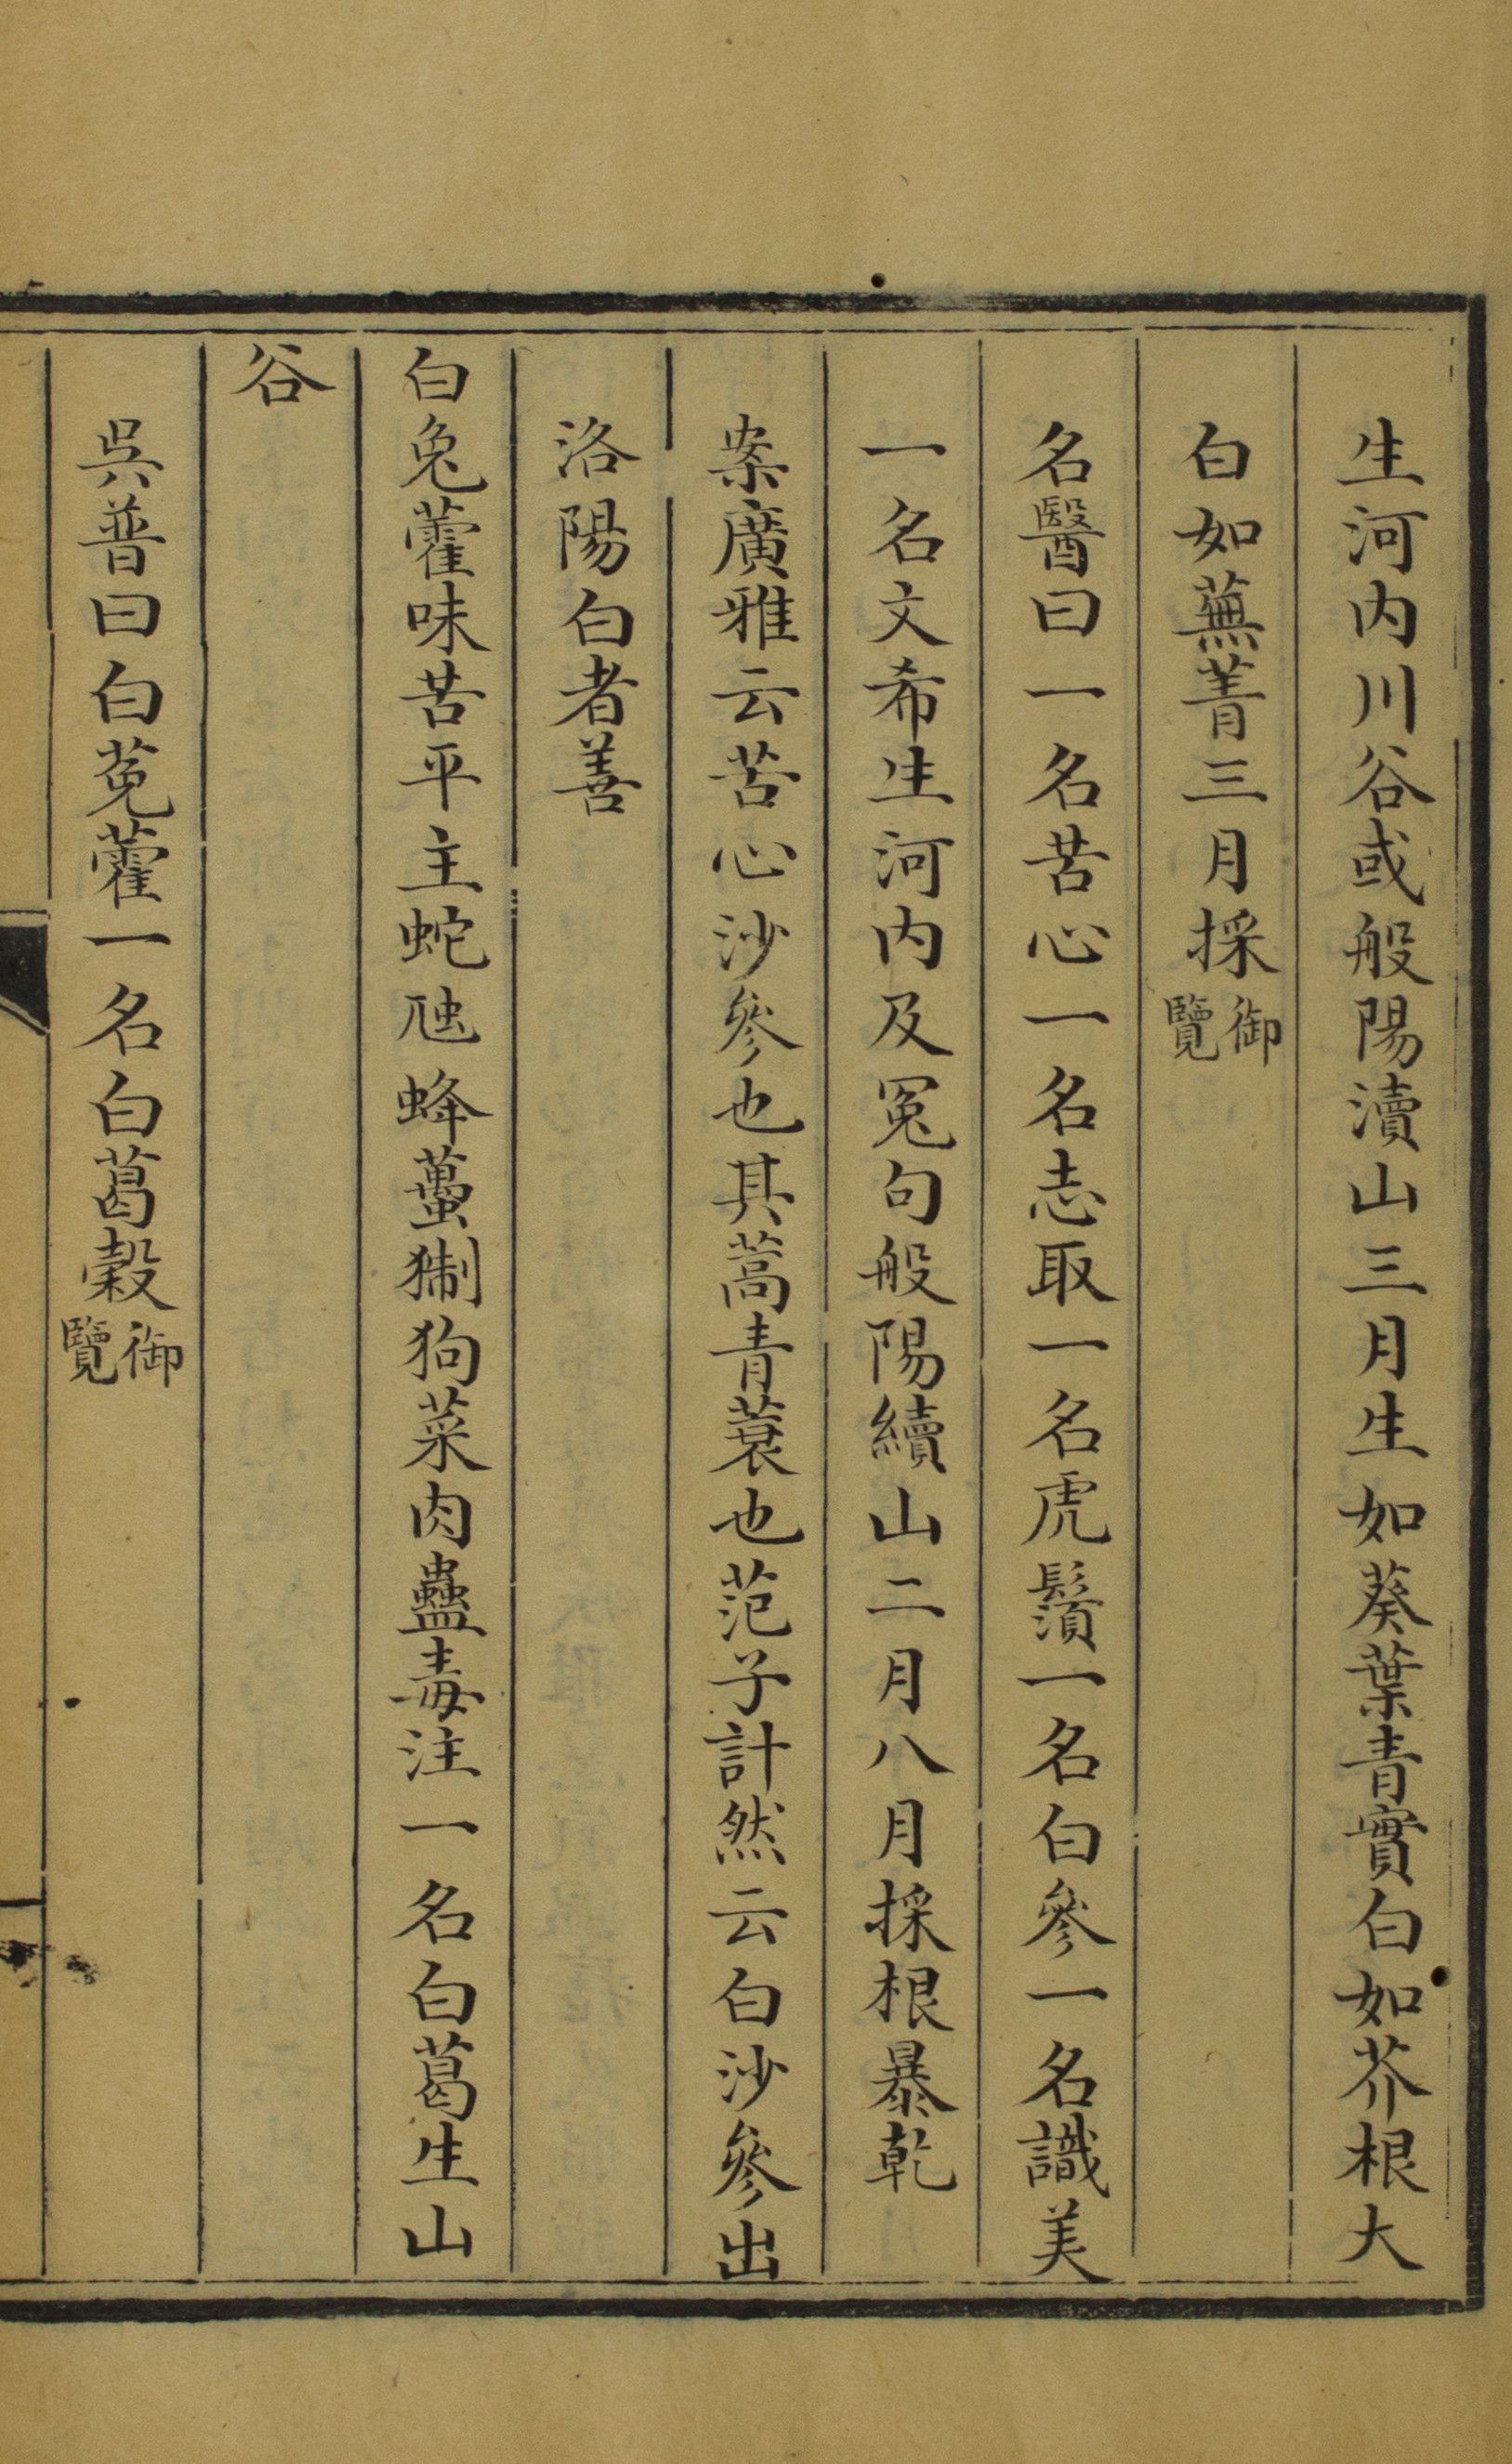 生河内川谷或般陽瀆山三月生如葵葉青實白如芥根大
白如蕪菁三月採御覽
名醫曰一名苦心一名志取一名虎鬚一名白參一名識美
一名文希生河内及冤句般陽續山二月八月採根暴乾
案廣雅云苦心沙參也其蒿青蓑也范子計然云白沙參出
洛陽白者善
白兔藿味苦平主蛇虺蜂蠆猘狗菜肉蠱毒注一名白葛生山
谷
吳普曰白菟藿一名白葛穀御覽